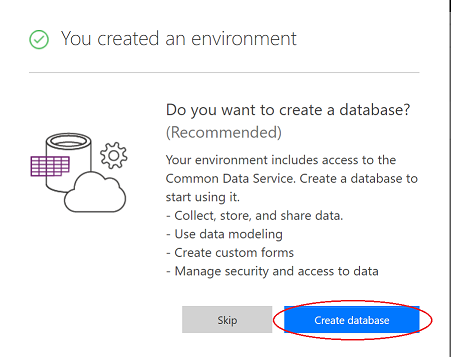 You created an environment
Do you want to create a database?
(Recommended)
Your environment includes access to the
Common Data Service. Create a database to
start using it.
- Collect, store, and share data.
- Use data modeling
- Create custom forms
- Manage security and access to data
Skip
Create database